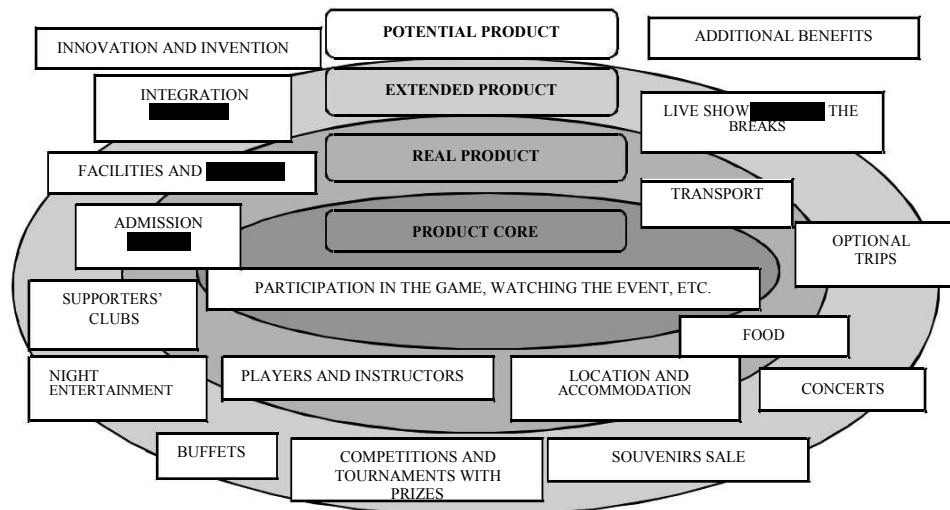 POTENTIAL PRODUCT
INNOVATION AND INVENTION
ADDITIONAL BENEFITS
EXTENDED PRODUCT
INTEGRATION
LIVE SHOW THE
BREAKS
REAL PRODUCT
FACILITIES AND
TRANSPORT
ADMISSION
PRODUCT CORE
OPTIONAL
TRIPS
PARTICIPATION IN THE GAME, WATCHING THE EVENT, ETC.
SUPPORTERS'
CLUBS
FOOD
NIGHT
ENTERTAINMENT
PLAYERS AND INSTRUCTORS
LOCATION AND
ACCOMMODATION
CONCERTS
BUFFETS
COMPETITIONS AND
TOURNAMENTS WITH
PRIZES
SOUVENIRS SALE